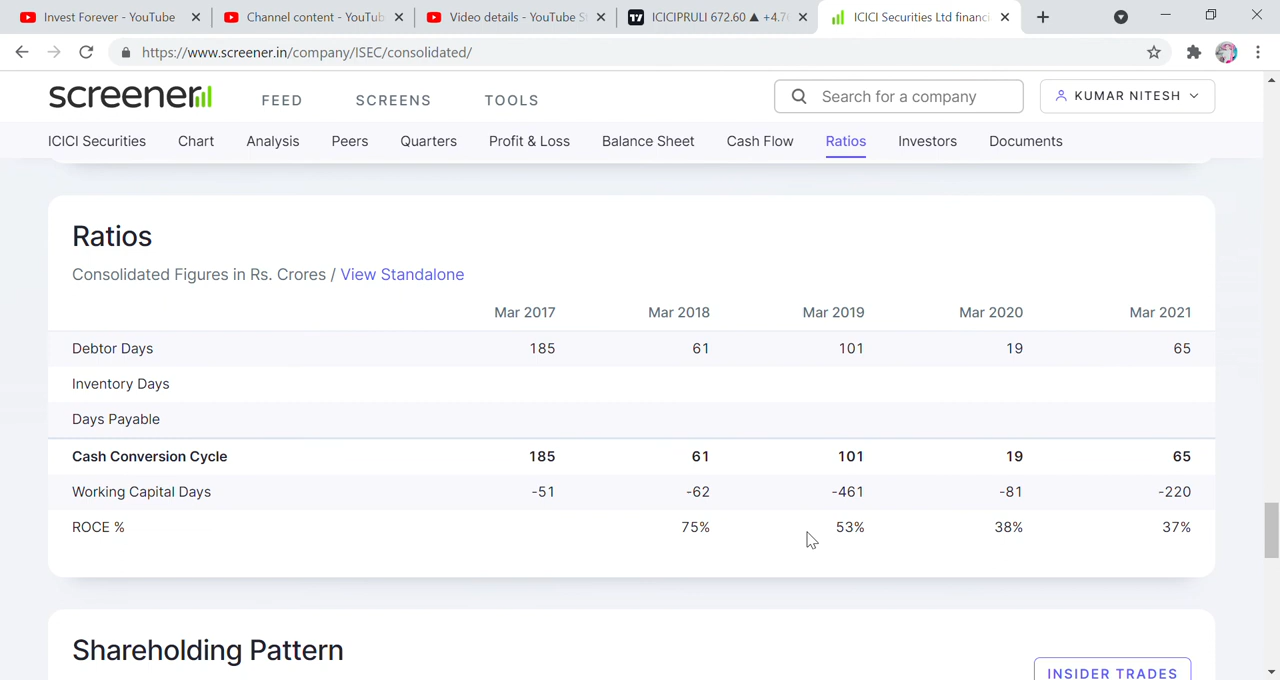 Invest Forever - YouTube
Channel content - YouTub
Video details - YouTube S
ICICIPRULI 672.60 ▲ +4.7
ICICI Securities Ltd financi
https://www.screener.in/company/ISEC/consolidated/
screener
FEED SCREENS TOOLS
Search for a company
KUMAR NITESH
ICICI Securities Chart Analysis Peers Quarters Profit & Loss Balance Sheet Cash Flow Ratios Investors Documents
Ratios
Consolidated Figures in Rs. Crores / View Standalone
Mar 2017 Mar 2018 Mar 2019 Mar 2020 Mar 2021
Debtor Days 185 61 101 19 65
Inventory Days
Days Payable
Cash Conversion Cycle 185 61 101 19 65
Working Capital Days -51 -62 -461 -81 -220
ROCE % 75% 53% 38% 37%
Shareholding Pattern
INSIDER TRADES